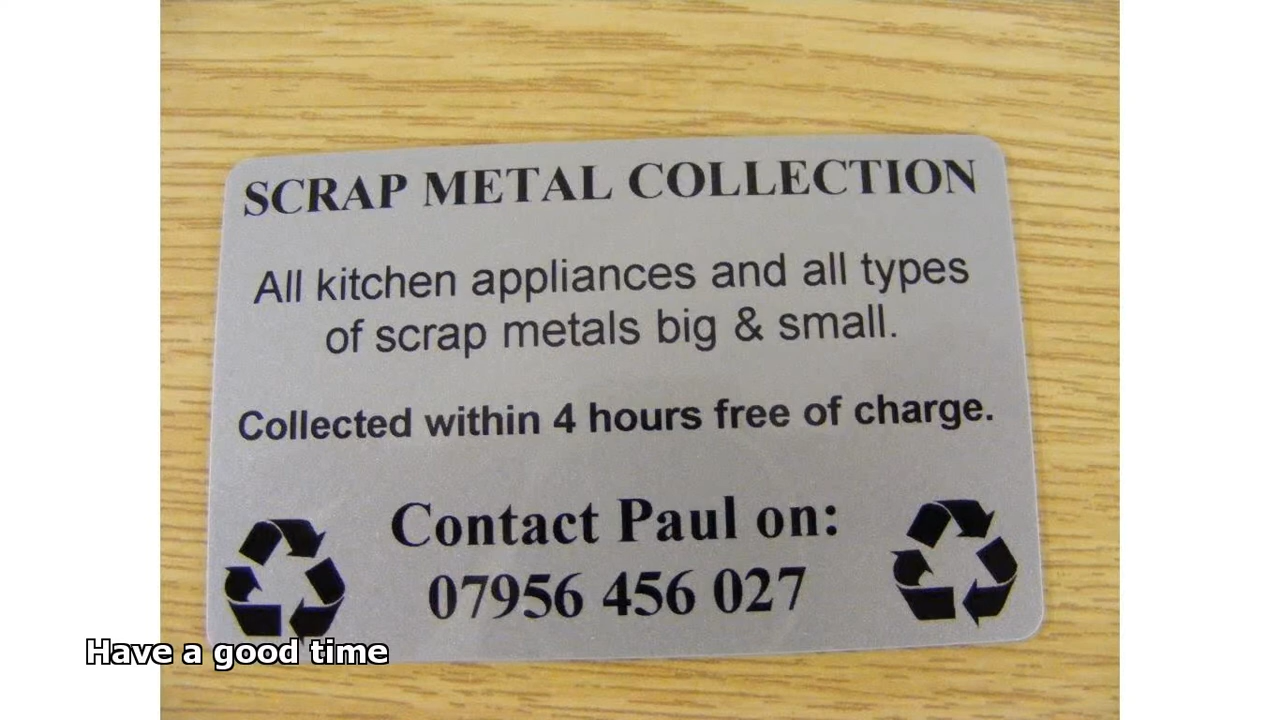 SCRAP METAL COLLECTION
All kitchen appliances and all types
of scrap metals big & small.
Collected within 4 hours free of charge.
Contact Paul on:
07956 456 027
Have a good time